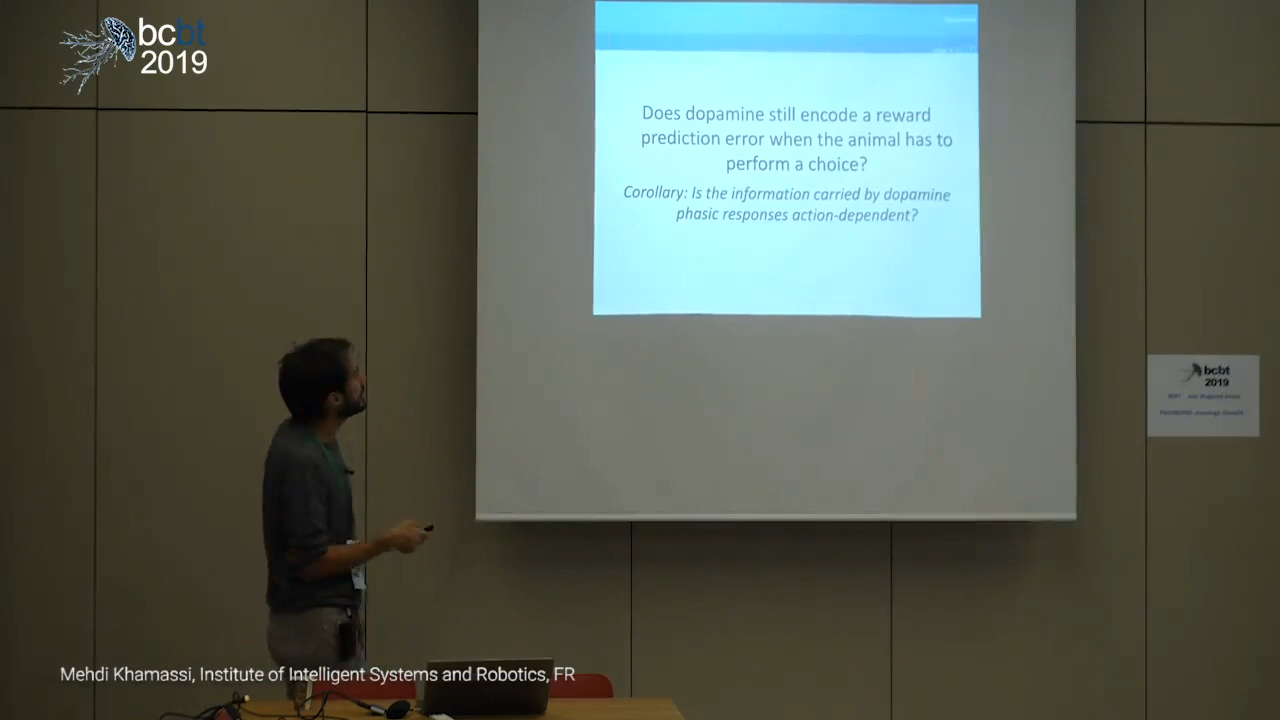 bcbt
2019
Does dopamine still encode a reward
prediction error when the animal has to
perform a choice?
Corollary: Is the information carried by dopamine
phasic responses action-dependent?
bcbt
2019
Mehdi Khamassi, Institute of Intelligent Systems and Robotics, FR